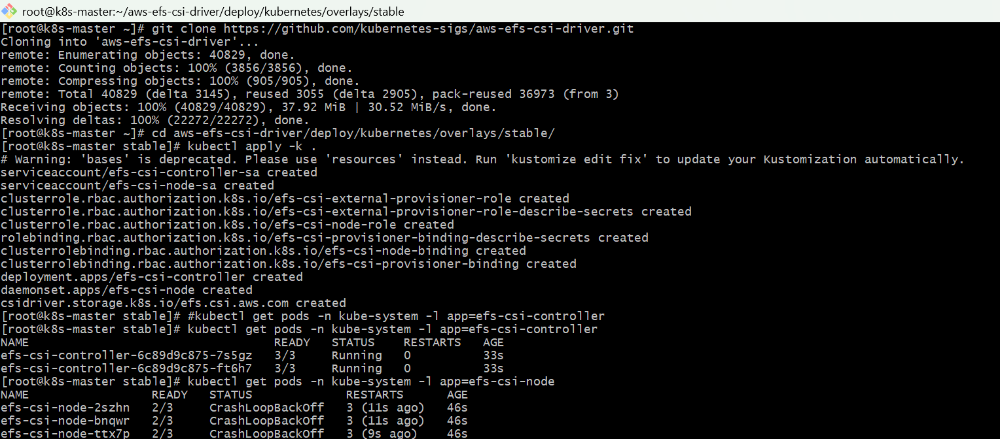 root@k8s-master:~/aws-efs-csi-driver/deploy/kubernetes/overlays/stable
[root@k8s-master ~]# git clone https://github.com/kubernetes-sigs/aws-efs-csi-driver.git
Cloning into 'aws-efs-csi-driver'...
remote: Enumerating objects: 40829, done.
remote: Counting objects: 100% (3856/3856), done.
remote: Compressing objects: 100% (905/905), done.
remote: Total 40829 (delta 3145), reused 3055 (delta 2905), pack-reused 36973 (from 3)
Receiving objects: 100% (40829/40829), 37.92 MiB | 30.52 MiB/s, done.
Resolving deltas: 100% (22272/22272), done.
[root@k8s-master ~]# cd aws-efs-csi-driver/deploy/kubernetes/overlays/stable/
[root@k8s-master stable]# kubectl apply -k .
# Warning: 'bases' is deprecated. Please use 'resources' instead. Run 'kustomize edit fix' to update your Kustomization automatically.
serviceaccount/efs-csi-controller-sa created
serviceaccount/efs-csi-node-sa created
clusterrole.rbac.authorization.k8s.io/efs-csi-external-provisioner-role created
clusterrole.rbac.authorization.k8s.io/efs-csi-external-provisioner-role-describe-secrets created
clusterrole.rbac.authorization.k8s.io/efs-csi-node-role created
rolebinding.rbac.authorization.k8s.io/efs-csi-provisioner-binding-describe-secrets created
clusterrolebinding.rbac.authorization.k8s.io/efs-csi-node-binding created
clusterrolebinding.rbac.authorization.k8s.io/efs-csi-provisioner-binding created
deployment.apps/efs-csi-controller created
daemonset.apps/efs-csi-node created
csidriver.storage.k8s.io/efs.csi.aws.com created
[root@k8s-master stable]# #kubectl get pods -n kube-system -l app=efs-csi-controller
[root@k8s-master stable]# kubectl get pods -n kube-system -l app=efs-csi-controller
NAME READY STATUS RESTARTS AGE
efs-csi-controller-6c89d9c875-7s5gz 3/3 Running 0 33s
efs-csi-controller-6c89d9c875-ft6h7 3/3 Running 0 33s
[root@k8s-master stable]# kubectl get pods -n kube-system -l app=efs-csi-node
NAME READY STATUS RESTARTS AGE
efs-csi-node-2szhn 2/3 CrashLoopBackOff 3 (11s ago) 46s
efs-csi-node-bnqwr 2/3 CrashLoopBackOff 3 (11s ago) 46s
efs-csi-node-ttx7p 2/3 CrashLoopBackOff 3 (9s ago) 46s